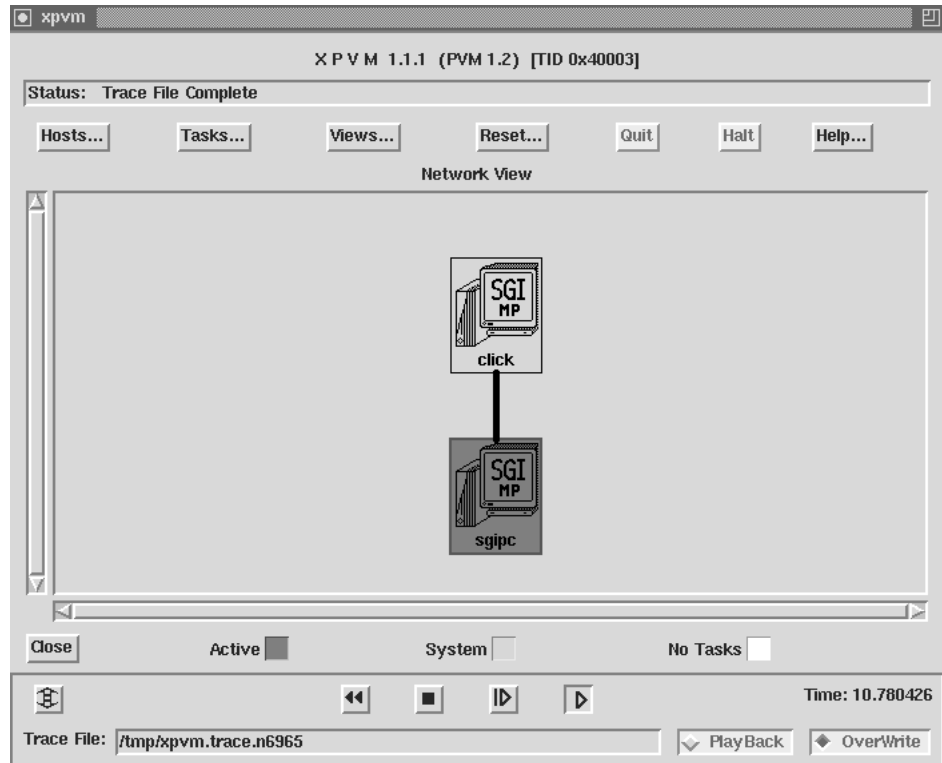 xpvm
X P V M 1.1.1 (PVM 1.2) [TID 0x40003]
Status: Trace File Complete
Hosts... Tasks... Views... Reset... Quit Halt Help...
Network View
SGI
MP
click
SGI
MP
sgipc
Close Active System No Tasks
Time: 10.780426
Trace File: /tmp/xpvm.trace.n6965 PlayBack OverWrite